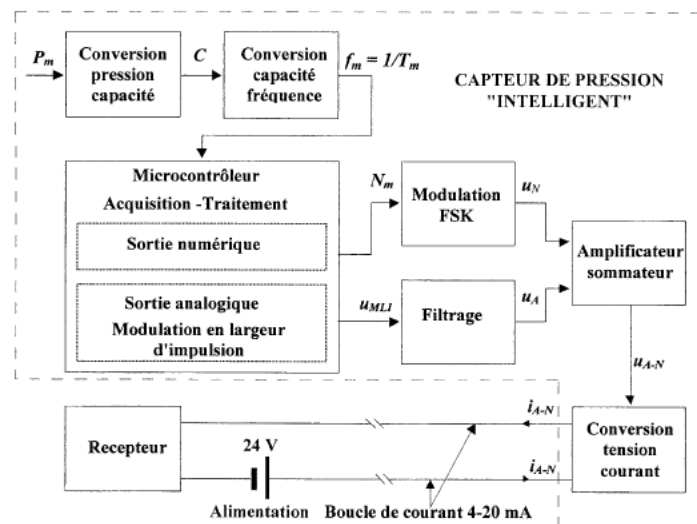 P_m
Conversion
pression
capacité
C
Conversion
capacité
fréquence
f_m = 1/T_m
CAPTEUR DE PRESSION
"INTELLIGENT"
Microcontrôleur
Acquisition -Traitement
Sortie numérique
Sortie analogique
Modulation en largeur
d'impulsion
N_m
Modulation
FSK
u_N
u_MLI
Filtrage
u_A
Amplificateur
sommateur
u_A-N
Recepteur
24 V
Alimentation
Boucle de courant 4-20 mA
i_A-N
i_A-N
Conversion
tension
courant